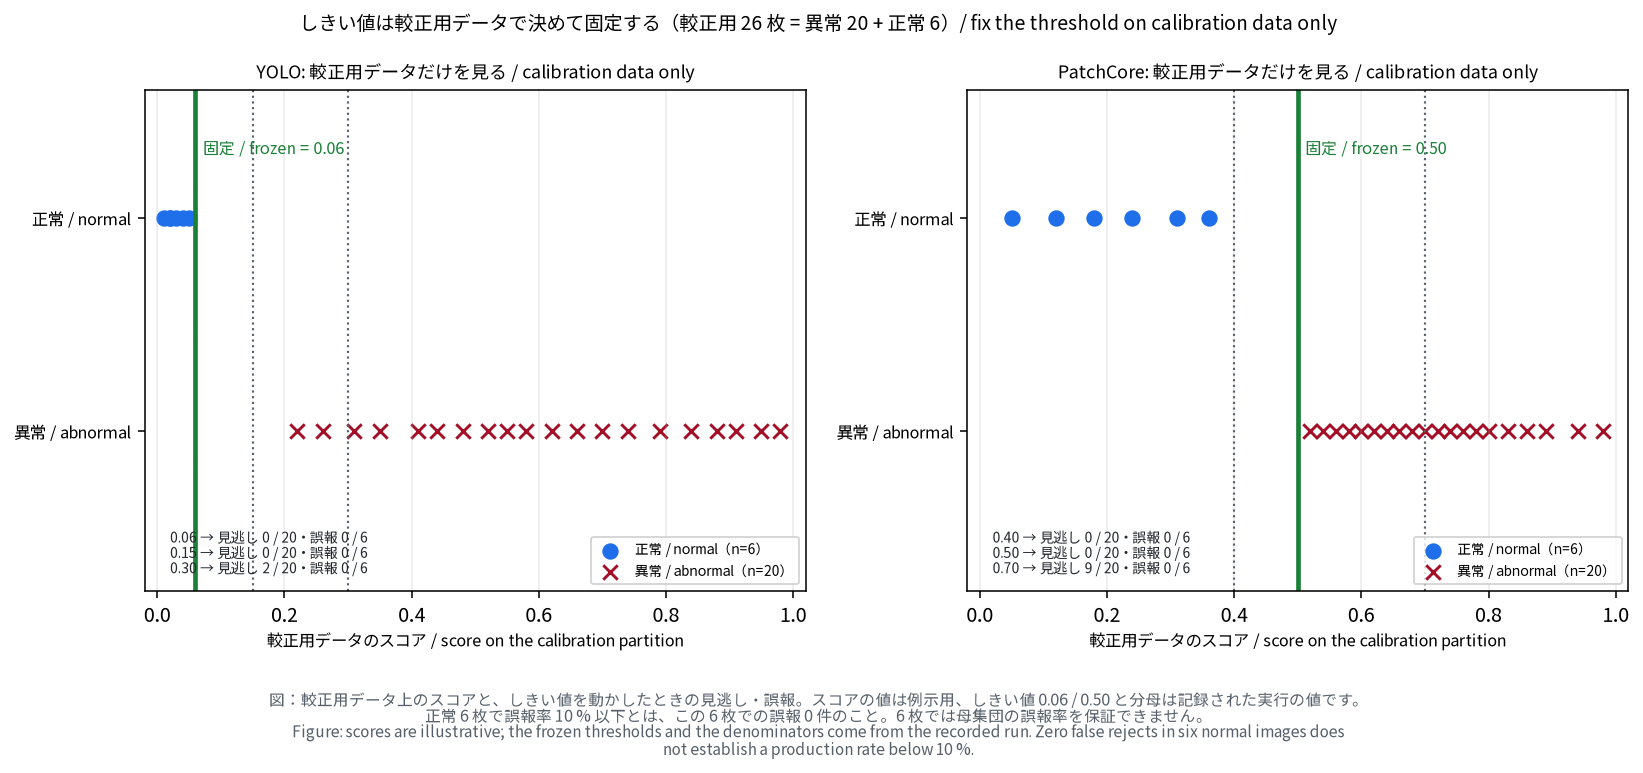 しきい値は較正用データで決めて固定する（較正用 26 枚 = 異常 20 + 正常 6）/ fix the threshold on calibration data only
YOLO: 較正用データだけを見る / calibration data only
固定 / frozen = 0.06
正常 / normal
異常 / abnormal
0.06 → 見逃し 0 / 20・誤報 0 / 6
0.15 → 見逃し 0 / 20・誤報 0 / 6
0.30 → 見逃し 2 / 20・誤報 0 / 6
正常 / normal（n=6）
異常 / abnormal（n=20）
0.0 0.2 0.4 0.6 0.8 1.0
較正用データのスコア / score on the calibration partition
PatchCore: 較正用データだけを見る / calibration data only
固定 / frozen = 0.50
正常 / normal
異常 / abnormal
0.40 → 見逃し 0 / 20・誤報 0 / 6
0.50 → 見逃し 0 / 20・誤報 0 / 6
0.70 → 見逃し 9 / 20・誤報 0 / 6
正常 / normal（n=6）
異常 / abnormal（n=20）
0.0 0.2 0.4 0.6 0.8 1.0
較正用データのスコア / score on the calibration partition
図：較正用データ上のスコアと、しきい値を動かしたときの見逃し・誤報。スコアの値は例示用、しきい値 0.06 / 0.50 と分母は記録された実行の値です。
正常 6 枚で誤報率 10 % 以下とは、この 6 枚での誤報 0 件のこと。6 枚では母集団の誤報率を保証できません。
Figure: scores are illustrative; the frozen thresholds and the denominators come from the recorded run. Zero false rejects in six normal images does
not establish a production rate below 10 %.